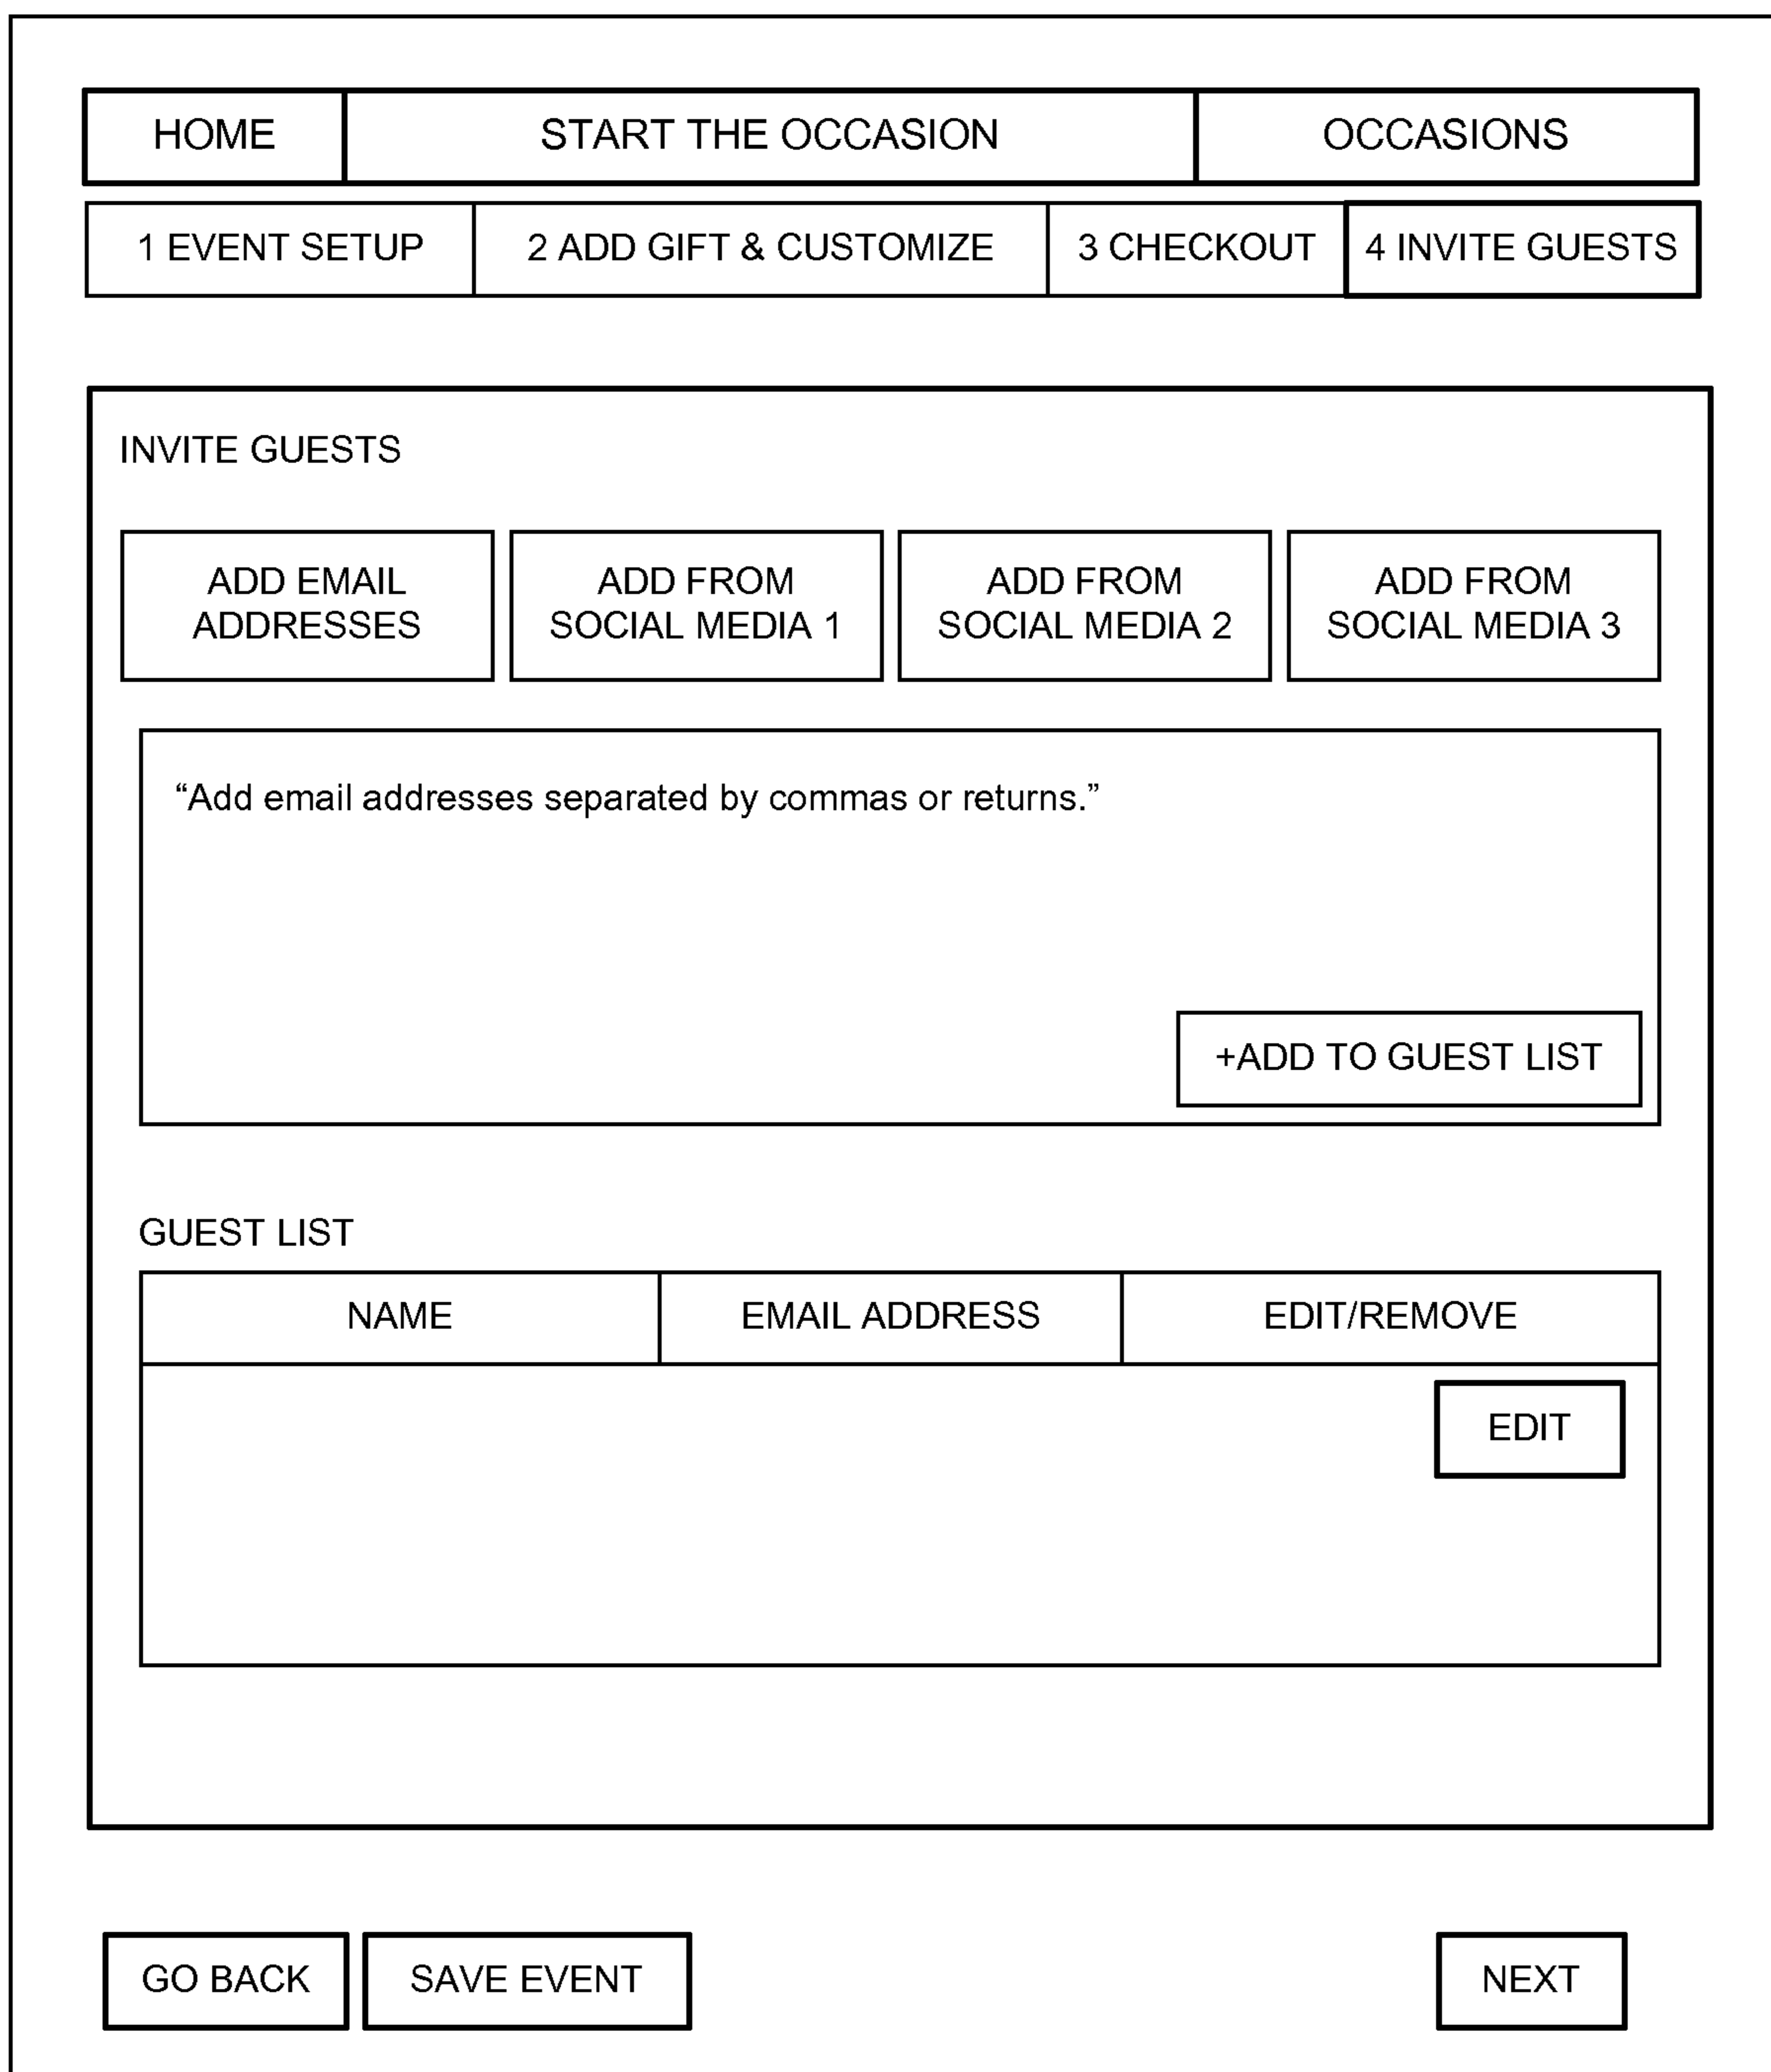 HOME START THE OCCASION OCCASIONS
1 EVENT SETUP 2 ADD GIFT & CUSTOMIZE 3 CHECKOUT 4 INVITE GUESTS
INVITE GUESTS
ADD EMAIL
ADDRESSES
ADD FROM
SOCIAL MEDIA 1
ADD FROM
SOCIAL MEDIA 2
ADD FROM
SOCIAL MEDIA 3
“Add email addresses separated by commas or returns.”
+ADD TO GUEST LIST
GUEST LIST
NAME EMAIL ADDRESS EDIT/REMOVE
EDIT
GO BACK SAVE EVENT NEXT